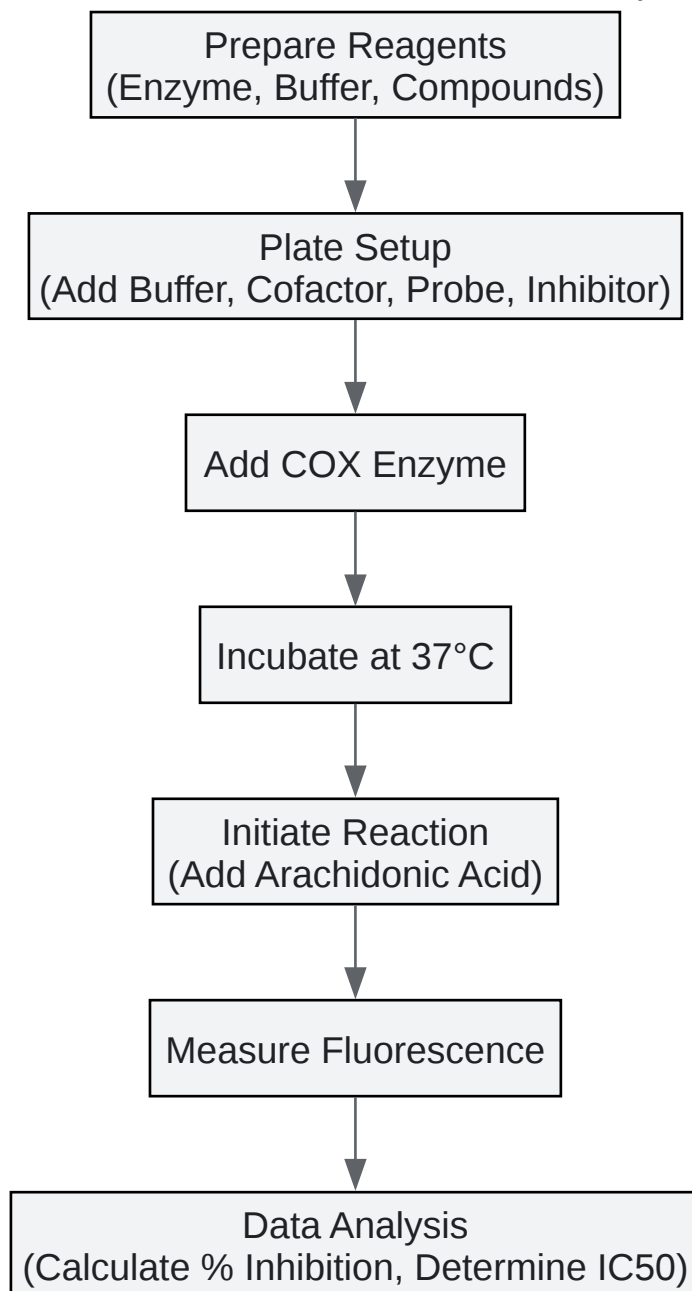 Prepare Reagents
(Enzyme, Buffer, Compounds)
Plate Setup
(Add Buffer, Cofactor, Probe, Inhibitor)
Add COX Enzyme
Incubate at 37°C
Initiate Reaction
(Add Arachidonic Acid)
Measure Fluorescence
Data Analysis
(Calculate % Inhibition, Determine IC50)